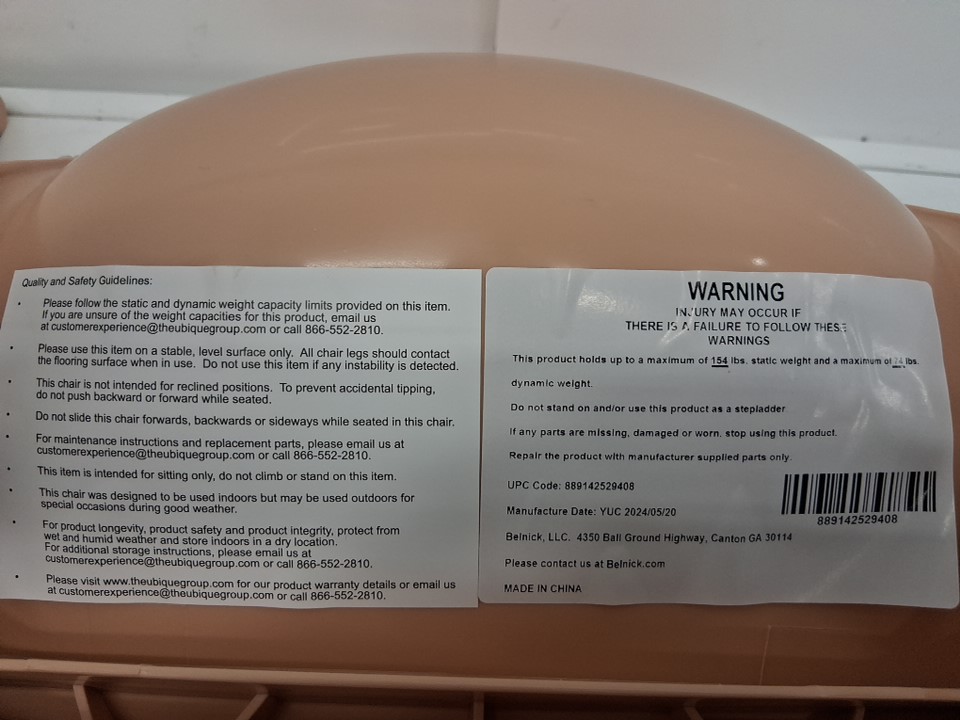 Quality and Safety Guidelines:
• Please follow the static and dynamic weight capacity limits provided on this item.
If you are unsure of the weight capacities for this product, email us
at customerexperience@theubiquegroup.com or call 866-552-2810.
• Please use this item on a stable, level surface only. All chair legs should contact
the flooring surface when in use. Do not use this item if any instability is detected.
• This chair is not intended for reclined positions. To prevent accidental tipping,
do not push backward or forward while seated.
• Do not slide this chair forwards, backwards or sideways while seated in this chair.
• For maintenance instructions and replacement parts, please email us at
customerexperience@theubiquegroup.com or call 866-552-2810.
• This item is intended for sitting only, do not climb or stand on this item.
• This chair was designed to be used indoors but may be used outdoors for
special occasions during good weather.
• For product longevity, product safety and product integrity, protect from
wet and humid weather and store indoors in a dry location.
For additional storage instructions, please email us at
customerexperience@theubiquegroup.com or call 866-552-2810.
• Please visit www.theubiquegroup.com for our product warranty details or email us
at customerexperience@theubiquegroup.com or call 866-552-2810.
WARNING
INJURY MAY OCCUR IF
THERE IS A FAILURE TO FOLLOW THESE
WARNINGS
This product holds up to a maximum of 154 lbs. static weight and a maximum of lbs.
dynamic weight.
Do not stand on and/or use this product as a stepladder
If any parts are missing, damaged or worn. stop using this product.
Repair the product with manufacturer supplied parts only.
UPC Code: 889142529408
Manufacture Date: YUC 2024/05/20
889142529408
Belnick, LLC. 4350 Ball Ground Highway, Canton GA 30114
Please contact us at Belnick.com
MADE IN CHINA